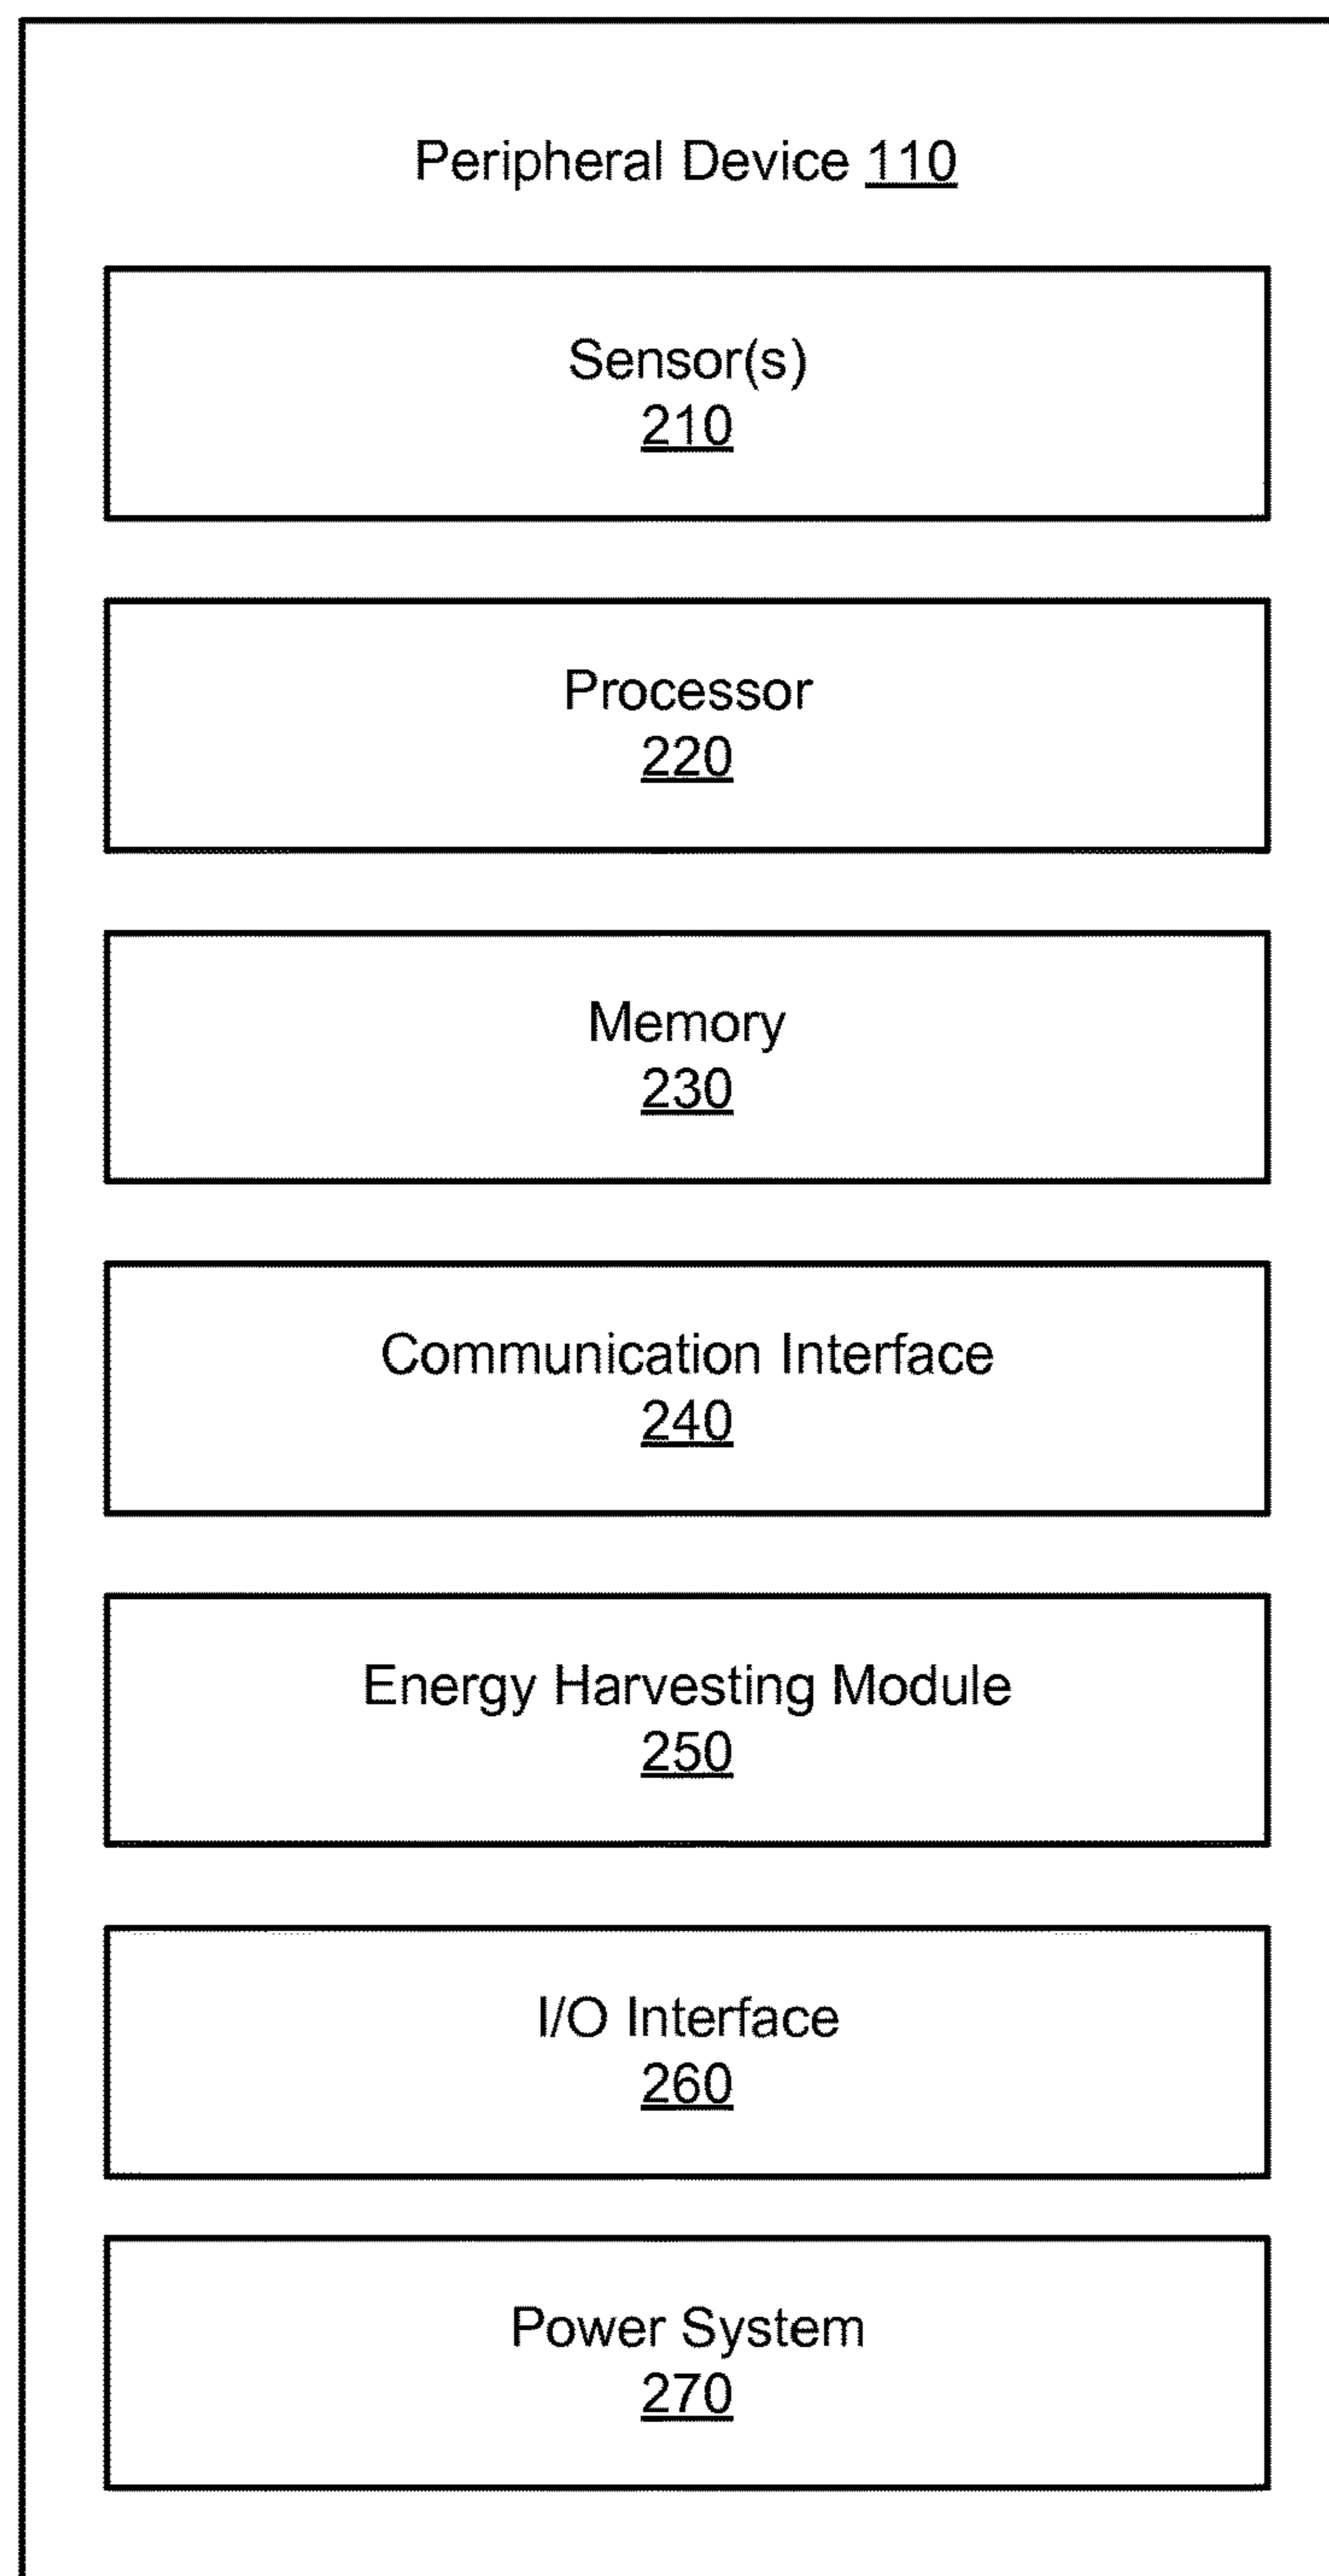 Peripheral Device 110
Sensor(s)
210
Processor
220
Memory
230
Communication Interface
240
Energy Harvesting Module
250
I/O Interface
260
Power System
270